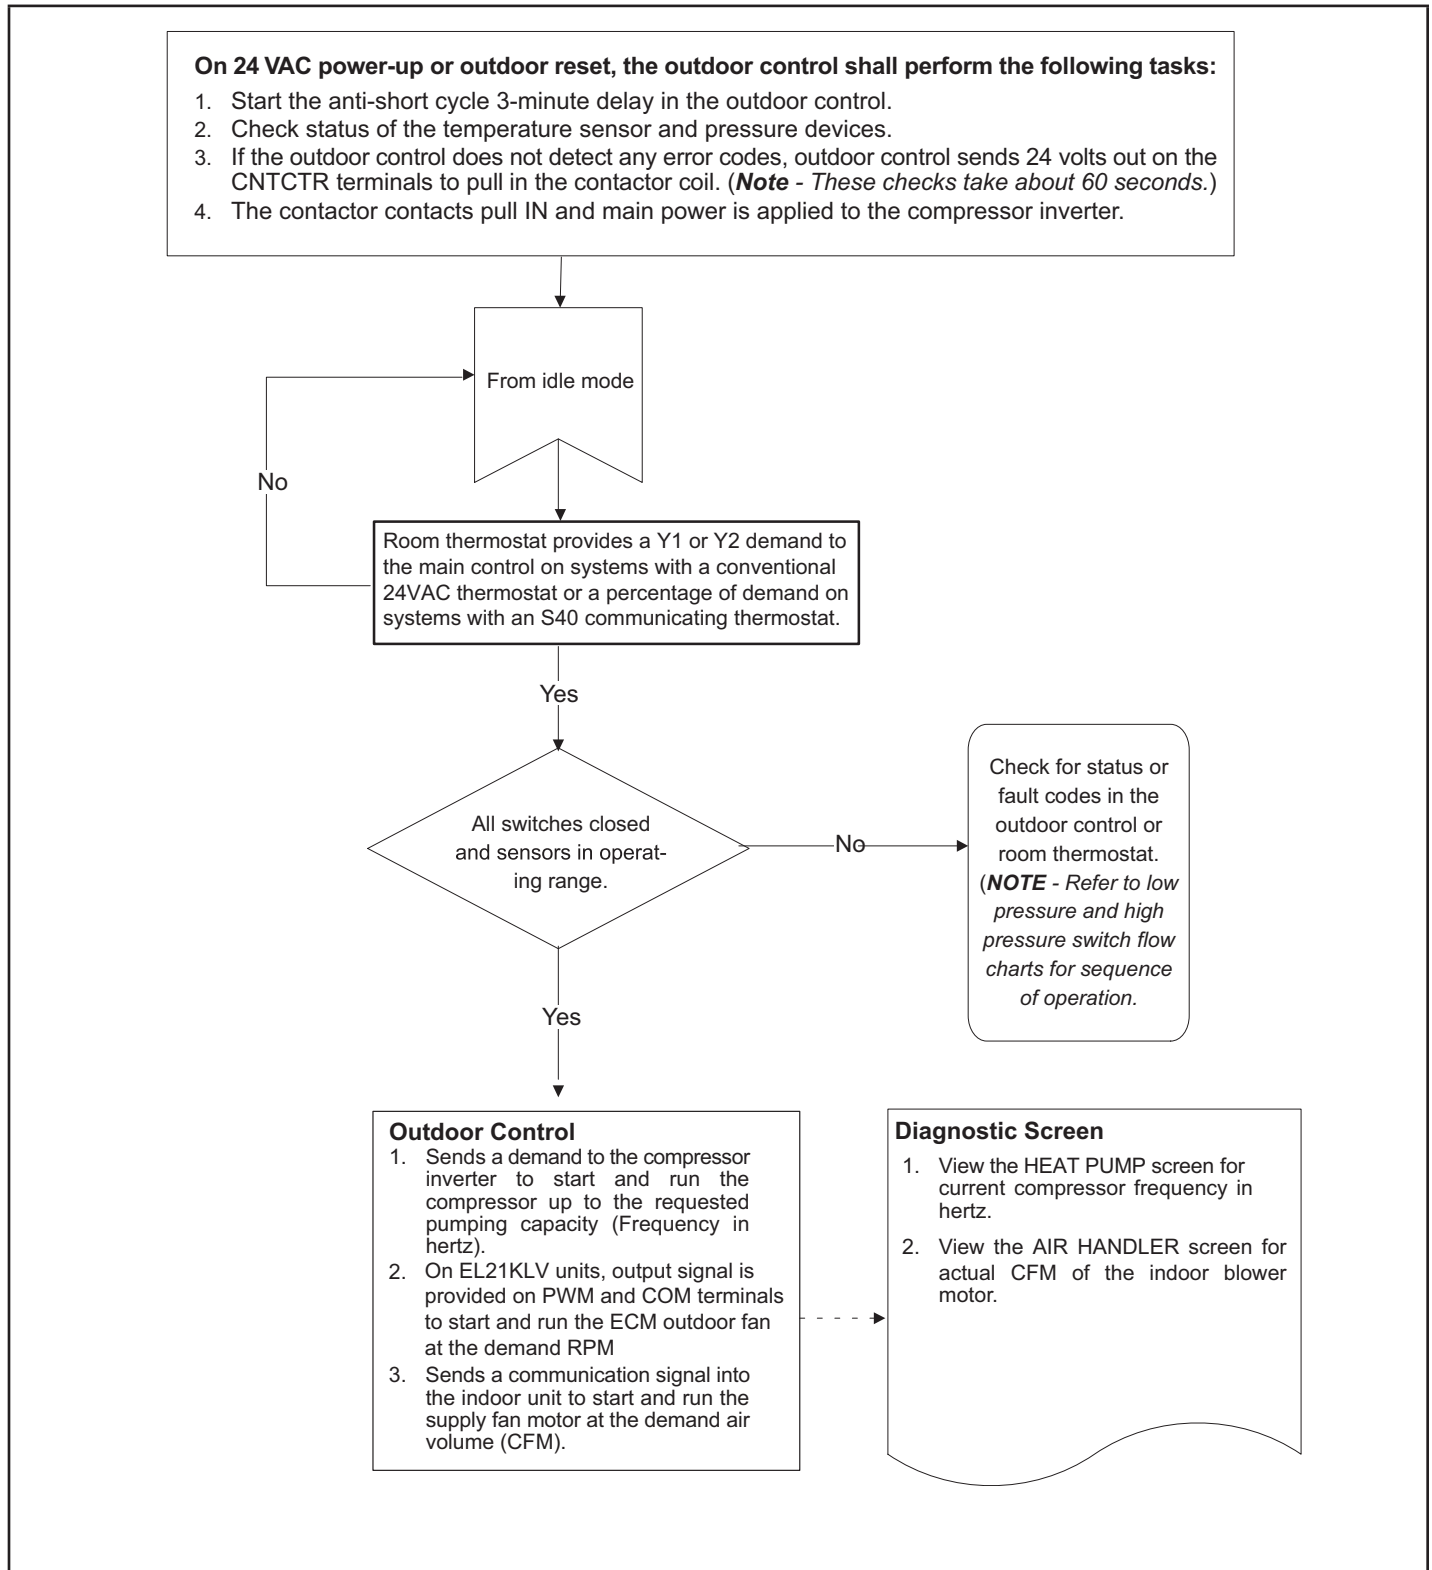 On 24 VAC power-up or outdoor reset, the outdoor control shall perform the following tasks:
1. Start the anti-short cycle 3-minute delay in the outdoor control.
2. Check status of the temperature sensor and pressure devices.
3. If the outdoor control does not detect any error codes, outdoor control sends 24 volts out on the
CNTCTR terminals to pull in the contactor coil. (Note - These checks take about 60 seconds.)
4. The contactor contacts pull IN and main power is applied to the compressor inverter.
From idle mode
No
Room thermostat provides a Y1 or Y2 demand to
the main control on systems with a conventional
24VAC thermostat or a percentage of demand on
systems with an S40 communicating thermostat.
Yes
All switches closed
and sensors in operat-
ing range.
No
Check for status or
fault codes in the
outdoor control or
room thermostat.
(NOTE - Refer to low
pressure and high
pressure switch flow
charts for sequence
of operation.
Yes
Outdoor Control
1. Sends a demand to the compressor
inverter to start and run the
compressor up to the requested
pumping capacity (Frequency in
hertz).
2. On EL21KLV units, output signal is
provided on PWM and COM terminals
to start and run the ECM outdoor fan
at the demand RPM
3. Sends a communication signal into
the indoor unit to start and run the
supply fan motor at the demand air
volume (CFM).
Diagnostic Screen
1. View the HEAT PUMP screen for
current compressor frequency in
hertz.
2. View the AIR HANDLER screen for
actual CFM of the indoor blower
motor.